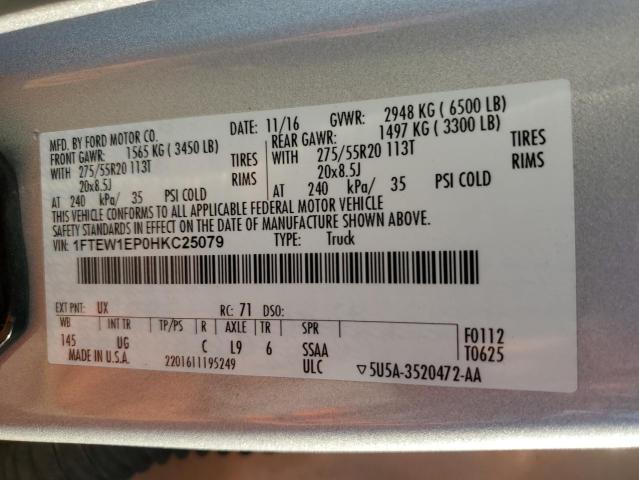 MFD. BY FORD MOTOR CO.
DATE: 11/16 GVWR: 2948 KG ( 6500 LB)
FRONT GAWR: 1565 KG ( 3450 LB)
REAR GAWR: 1497 KG ( 3300 LB)
WITH 275/55R20 113T TIRES
WITH 275/55R20 113T TIRES
20x8.5J RIMS
20x8.5J RIMS
AT 240 kPa/ 35 PSI COLD
AT 240 kPa/ 35 PSI COLD
THIS VEHICLE CONFORMS TO ALL APPLICABLE FEDERAL MOTOR VEHICLE
SAFETY STANDARDS IN EFFECT ON THE DATE OF MANUFACTURE SHOWN ABOVE.
VIN: 1FTEW1EP0HKC25079 TYPE: Truck
EXT PNT: UX RC: 71 DSO:
WB INT TR TP/PS R AXLE TR SPR
145 UG C L9 6 SSAA
F0112
T0625
MADE IN U.S.A. 2201611195249 ULC ▽5U5A-3520472-AA